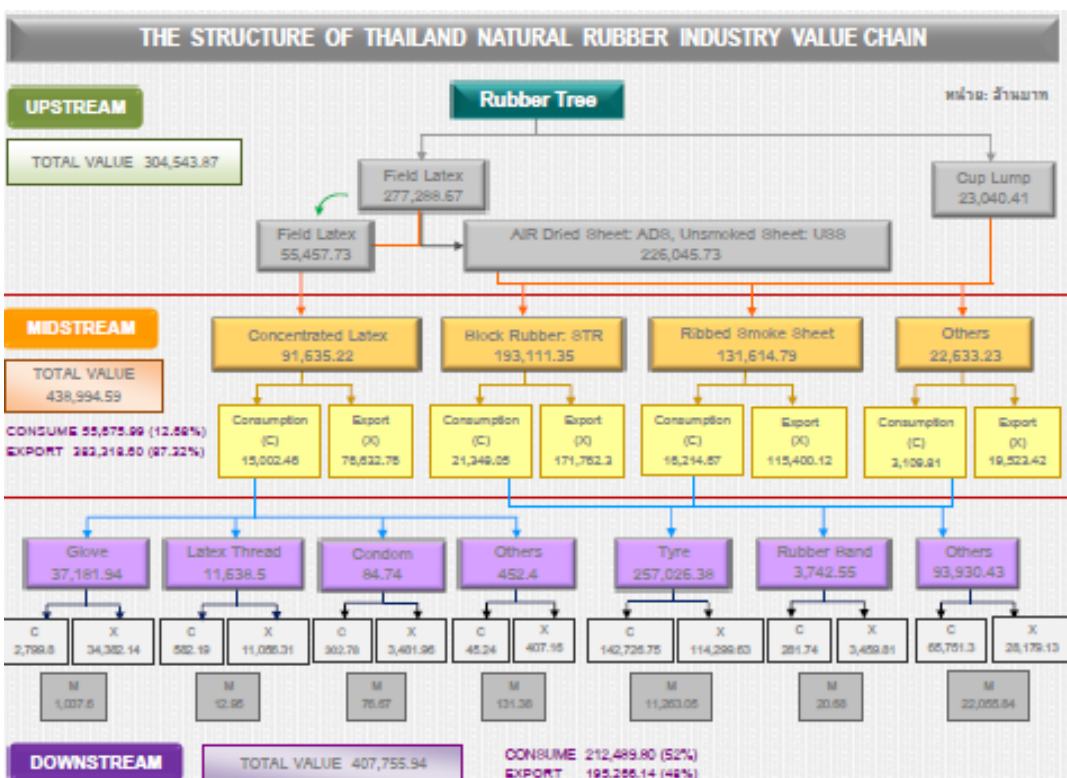 THE STRUCTURE OF THAILAND NATURAL RUBBER INDUSTRY VALUE CHAIN
UPSTREAM
Rubber Tree
หน่วย: ล้านบาท
TOTAL VALUE 304,543.87
Field Latex
277,288.67
Cup Lump
23,040.41
Field Latex
55,457.73
AIR Dried Sheet: ADS, Unsmoked Sheet: USS
226,045.73
MIDSTREAM
TOTAL VALUE
438,994.59
CONSUME 55,675.99 (12.68%)
EXPORT 383,318.60 (87.32%)
Concentrated Latex
91,635.22
Block Rubber: STR
193,111.35
Ribbed Smoke Sheet
131,614.79
Others
22,633.23
Consumption
(C)
15,002.46
Export
(X)
76,632.76
Consumption
(C)
21,349.05
Export
(X)
171,762.3
Consumption
(C)
16,214.67
Export
(X)
115,400.12
Consumption
(C)
3,109.81
Export
(X)
19,523.42
Glove
37,181.94
Latex Thread
11,638.5
Condom
84.74
Others
452.4
Tyre
257,026.38
Rubber Band
3,742.55
Others
93,930.43
C
2,799.8
X
34,382.14
C
582.19
X
11,056.31
C
302.78
X
3,481.96
C
45.24
X
407.16
C
142,726.75
X
114,299.63
C
281.74
X
3,459.81
C
65,751.3
X
28,179.13
M
1,037.6
M
12.95
M
76.67
M
131.38
M
11,263.05
M
20.68
M
22,055.84
DOWNSTREAM
TOTAL VALUE 407,755.94
CONSUME 212,489.80 (52%)
EXPORT 195,266.14 (48%)